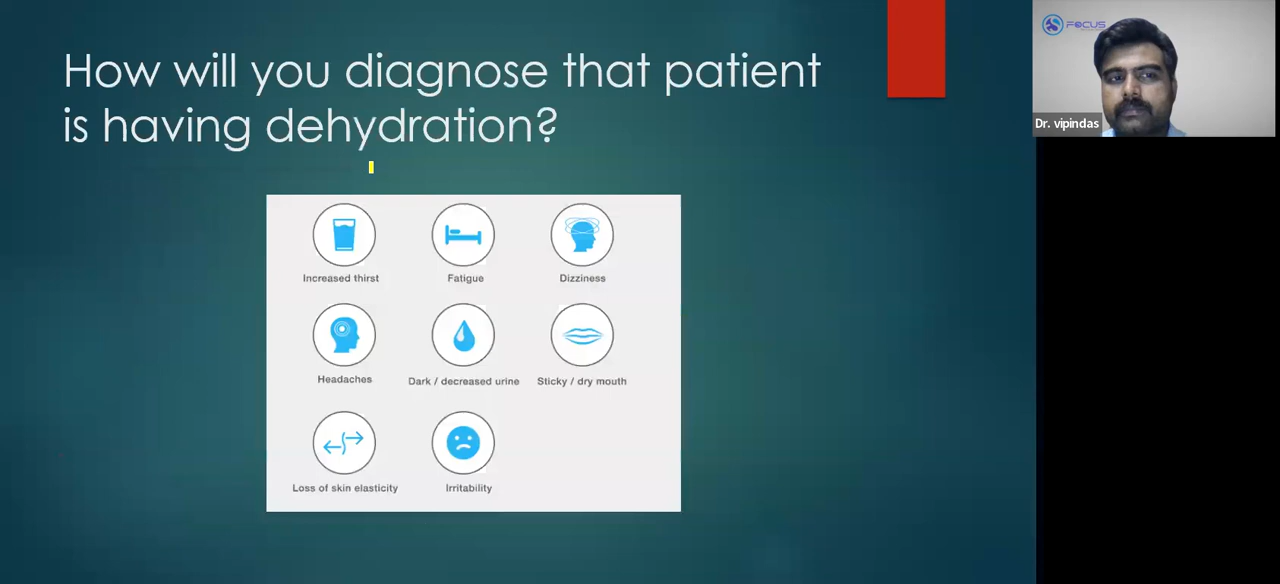 How will you diagnose that patient
is having dehydration?
FOCUS
Dr. vipindas
Increased thirst
Fatigue
Dizziness
Headaches
Dark / decreased urine
Sticky / dry mouth
Loss of skin elasticity
Irritability